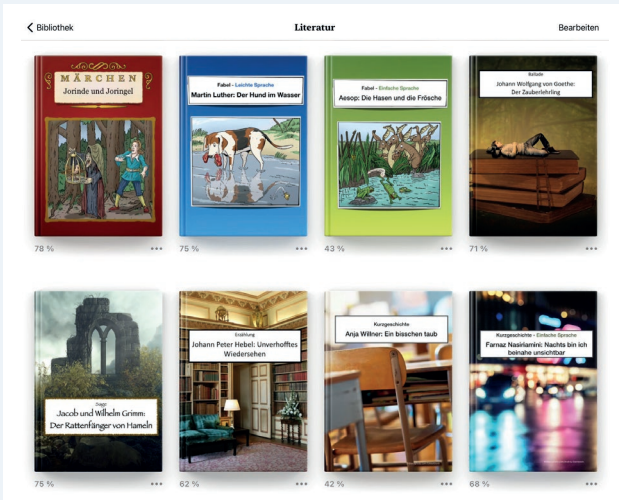 Bibliothek
Literatur
Bearbeiten
MÄRCHEN
Jorinde und Joringel
Fabel - Leichte Sprache
Martin Luther: Der Hund im Wasser
Fabel - Einfache Sprache
Aesop: Die Hasen und die Frösche
Ballade
Johann Wolfgang von Goethe:
Der Zauberlehrling
78 %
75 %
43 %
71 %
Sage
Jacob und Wilhelm Grimm:
Der Rattenfänger von Hameln
Erzählung
Johann Peter Hebel: Unverhofftes
Wiedersehen
Kurzgeschichte
Anja Willner: Ein bisschen taub
Kurzgeschichte - Einfache Sprache
Farnaz Nasiriamini: Nachts bin ich
beinahe unsichtbar
75 %
62 %
42 %
68 %